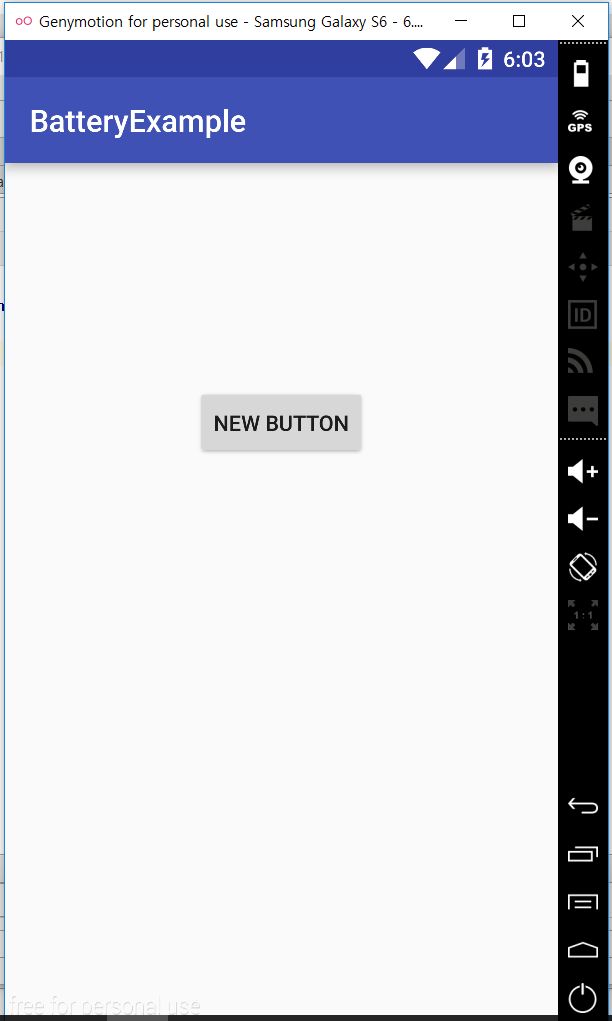 Genymotion for personal use - Samsung Galaxy S6 - 6....
6:03
BatteryExample
GPS
ID
NEW BUTTON
1:1
free for personal use